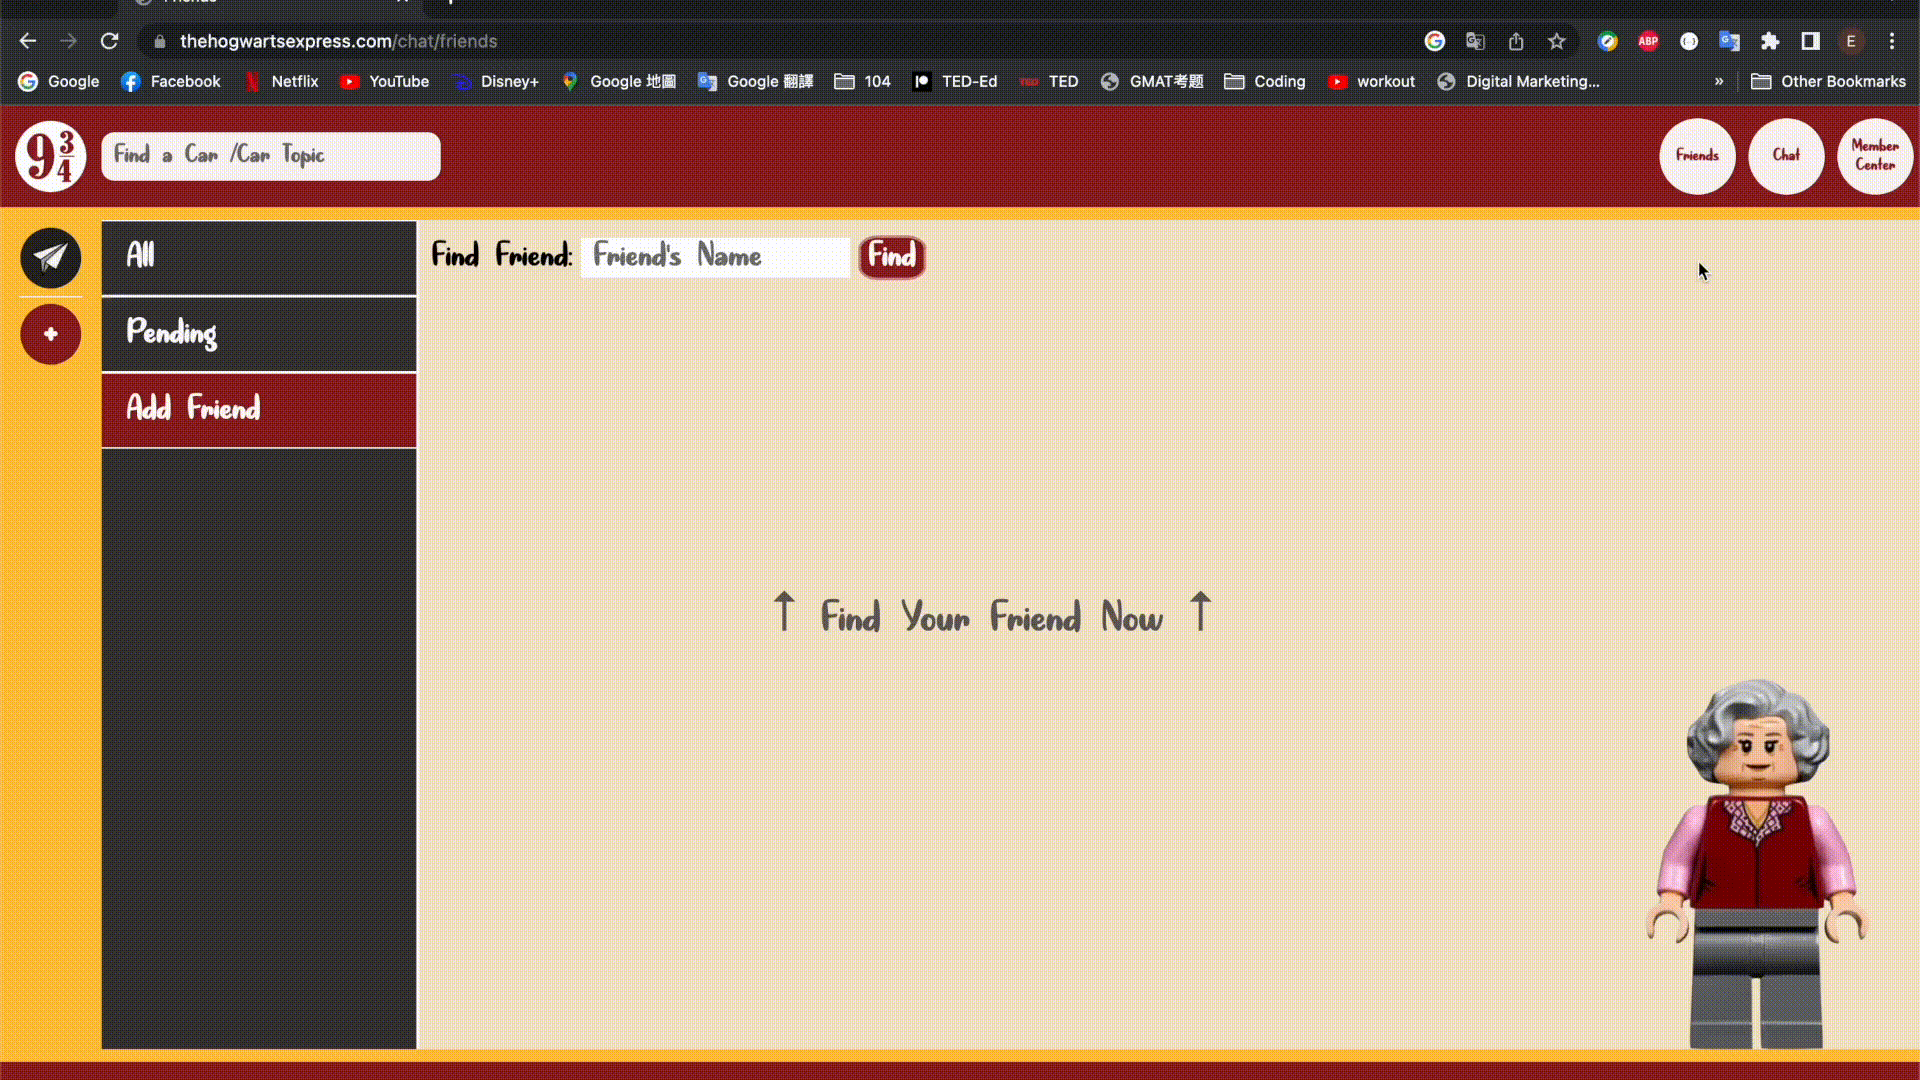 thehogwartsexpress.com/chat/friends
ABP
E
Google
Facebook
Netflix
YouTube
Disney+
Google 地圖
Google 翻譯
104
TED-Ed
TED
GMAT考題
Coding
workout
Digital Marketing...
»
Other Bookmarks
9 3/4
Find a Car /Car Topic
Friends
Chat
Member
Center
All
Pending
Add Friend
+
Find Friend: Friend's Name Find
↑ Find Your Friend Now ↑